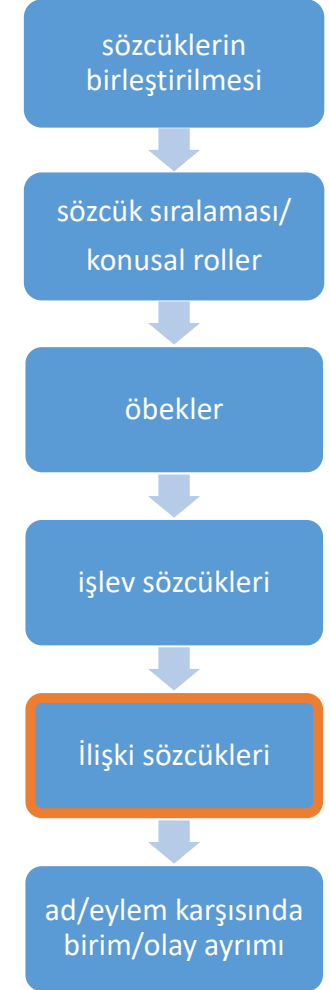 sözcüklerin
birleştirilmesi
sözcük sıralaması/
konusal roller
öbekler
işlev sözcükleri
İlişki sözcükleri
ad/eylem karşısında
birim/olay ayrımı